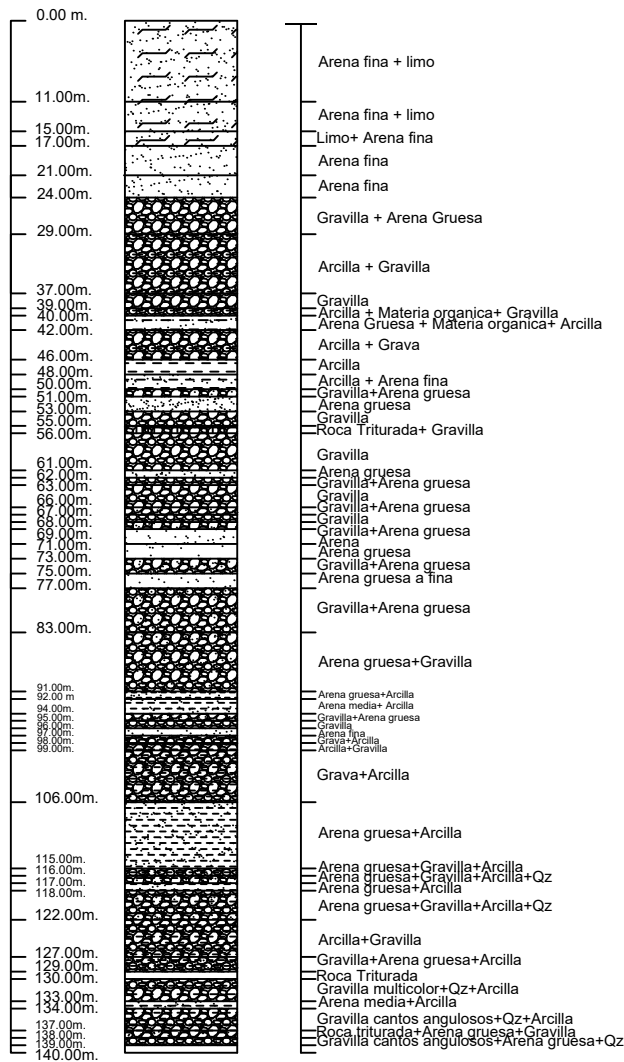 0.00 m.
Arena fina + limo
11.00m.
Arena fina + limo
15.00m.
Limo+ Arena fina
17.00m.
Arena fina
21.00m.
Arena fina
24.00m.
Gravilla + Arena Gruesa
29.00m.
Arcilla + Gravilla
37.00m.
Gravilla
39.00m.
Arcilla + Materia organica+ Gravilla
40.00m.
Arena Gruesa + Materia organica+ Arcilla
42.00m.
Arcilla + Grava
46.00m.
Arcilla
48.00m.
Arcilla + Arena fina
50.00m.
Gravilla+Arena gruesa
51.00m.
Arena gruesa
53.00m.
Gravilla
55.00m.
Roca Triturada+ Gravilla
56.00m.
Gravilla
61.00m.
Arena gruesa
62.00m.
Gravilla+Arena gruesa
63.00m.
Gravilla
66.00m.
Gravilla+Arena gruesa
67.00m.
Gravilla
68.00m.
Gravilla+Arena gruesa
69.00m.
Arena
71.00m.
Arena gruesa
73.00m.
Gravilla+Arena gruesa
75.00m.
Arena gruesa a fina
77.00m.
Gravilla+Arena gruesa
83.00m.
Arena gruesa+Gravilla
91.00m.
Arena gruesa+Arcilla
92.00 m
Arena media+ Arcilla
94.00m.
Gravilla+Arena gruesa
95.00m.
Gravilla
96.00m.
Arena fina
97.00m.
Grava+Arcilla
98.00m.
Arcilla+Gravilla
99.00m.
Grava+Arcilla
106.00m.
Arena gruesa+Arcilla
115.00m.
Arena gruesa+Gravilla+Arcilla
116.00m.
Arena gruesa+Gravilla+Arcilla+Qz
117.00m.
Arena gruesa+Arcilla
118.00m.
Arena gruesa+Gravilla+Arcilla+Qz
122.00m.
Arcilla+Gravilla
127.00m.
Gravilla+Arena gruesa+Arcilla
129.00m.
Roca Triturada
130.00m.
Gravilla multicolor+Qz+Arcilla
133.00m.
Arena media+Arcilla
134.00m.
Gravilla cantos angulosos+Qz+Arcilla
137.00m.
Roca triturada+Arena gruesa+Gravilla
138.00m.
Gravilla cantos angulosos+Arena gruesa+Qz
139.00m.
140.00m.